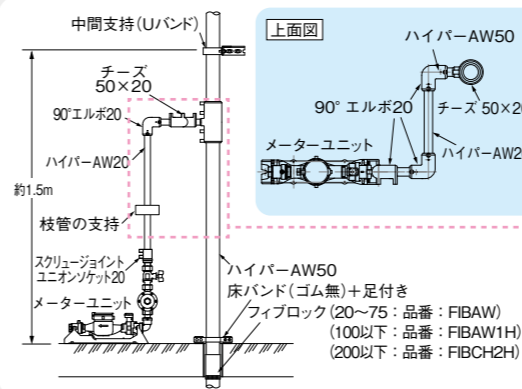 中間支持(Uバンド)
チーズ
50×20
90°エルボ20
ハイパーAW20
約1.5m
枝管の支持
スクリュージョイント
ユニオンソケット20
メーターユニット
ハイパーAW50
床バンド(ゴム無)+足付き
フィブロック(20~75:品番:FIBAW)
(100以下:品番:FIBAW1H)
(200以下:品番:FIBCH2H)
上面図
ハイパーAW50
90°エルボ20
チーズ 50×20
メーターユニット
ハイパーAW2